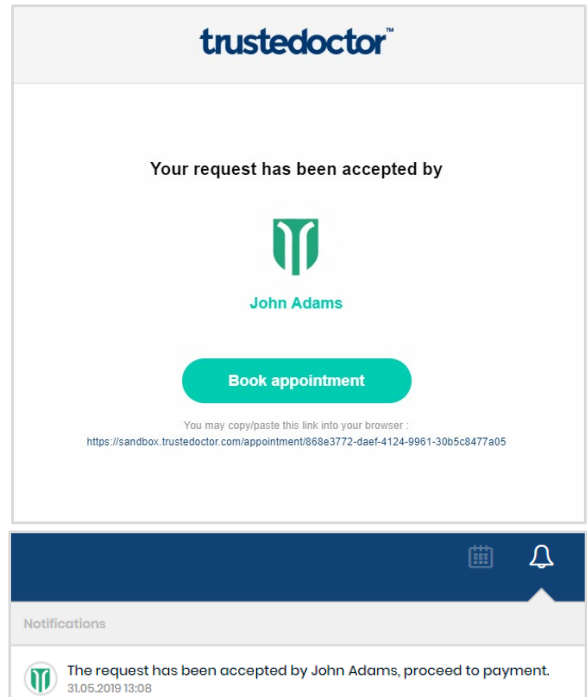 trustedoctor™
Your request has been accepted by
John Adams
Book appointment
You may copy/paste this link into your browser :
https://sandbox.trustedoctor.com/appointment/868e3772-daef-4124-9961-30b5c8477a05
Notifications
The request has been accepted by John Adams, proceed to payment.
31.05.2019 13:08